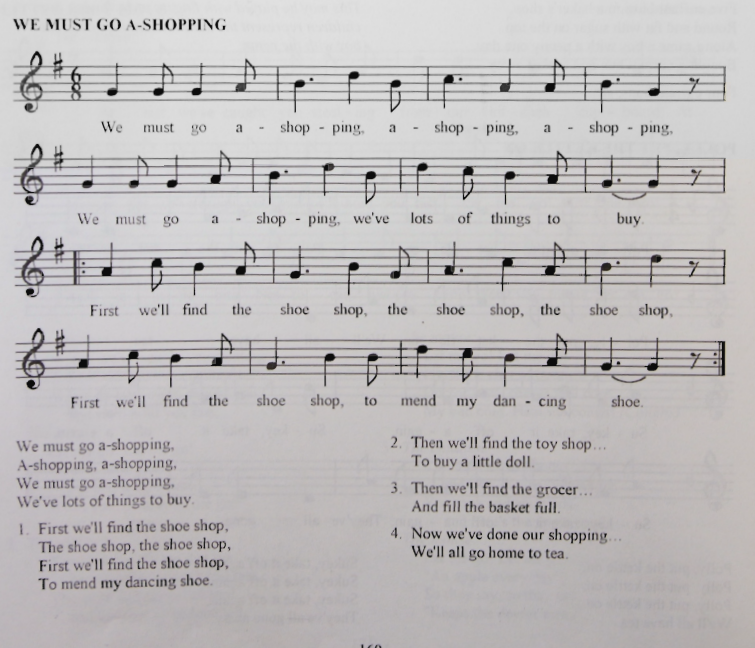 WE MUST GO A-SHOPPING
6
8
We must go a - shop - ping, a - shop - ping, a - shop - ping,
We must go a - shop - ping, we've lots of things to buy.
First we'll find the shoe shop, the shoe shop, the shoe shop,
First we'll find the shoe shop, to mend my dan - cing shoe.
We must go a-shopping,
A-shopping, a-shopping,
We must go a-shopping,
We've lots of things to buy.
1. First we'll find the shoe shop,
The shoe shop, the shoe shop,
First we'll find the shoe shop,
To mend my dancing shoe.
2. Then we'll find the toy shop...
To buy a little doll.
3. Then we'll find the grocer...
And fill the basket full.
4. Now we've done our shopping...
We'll all go home to tea.